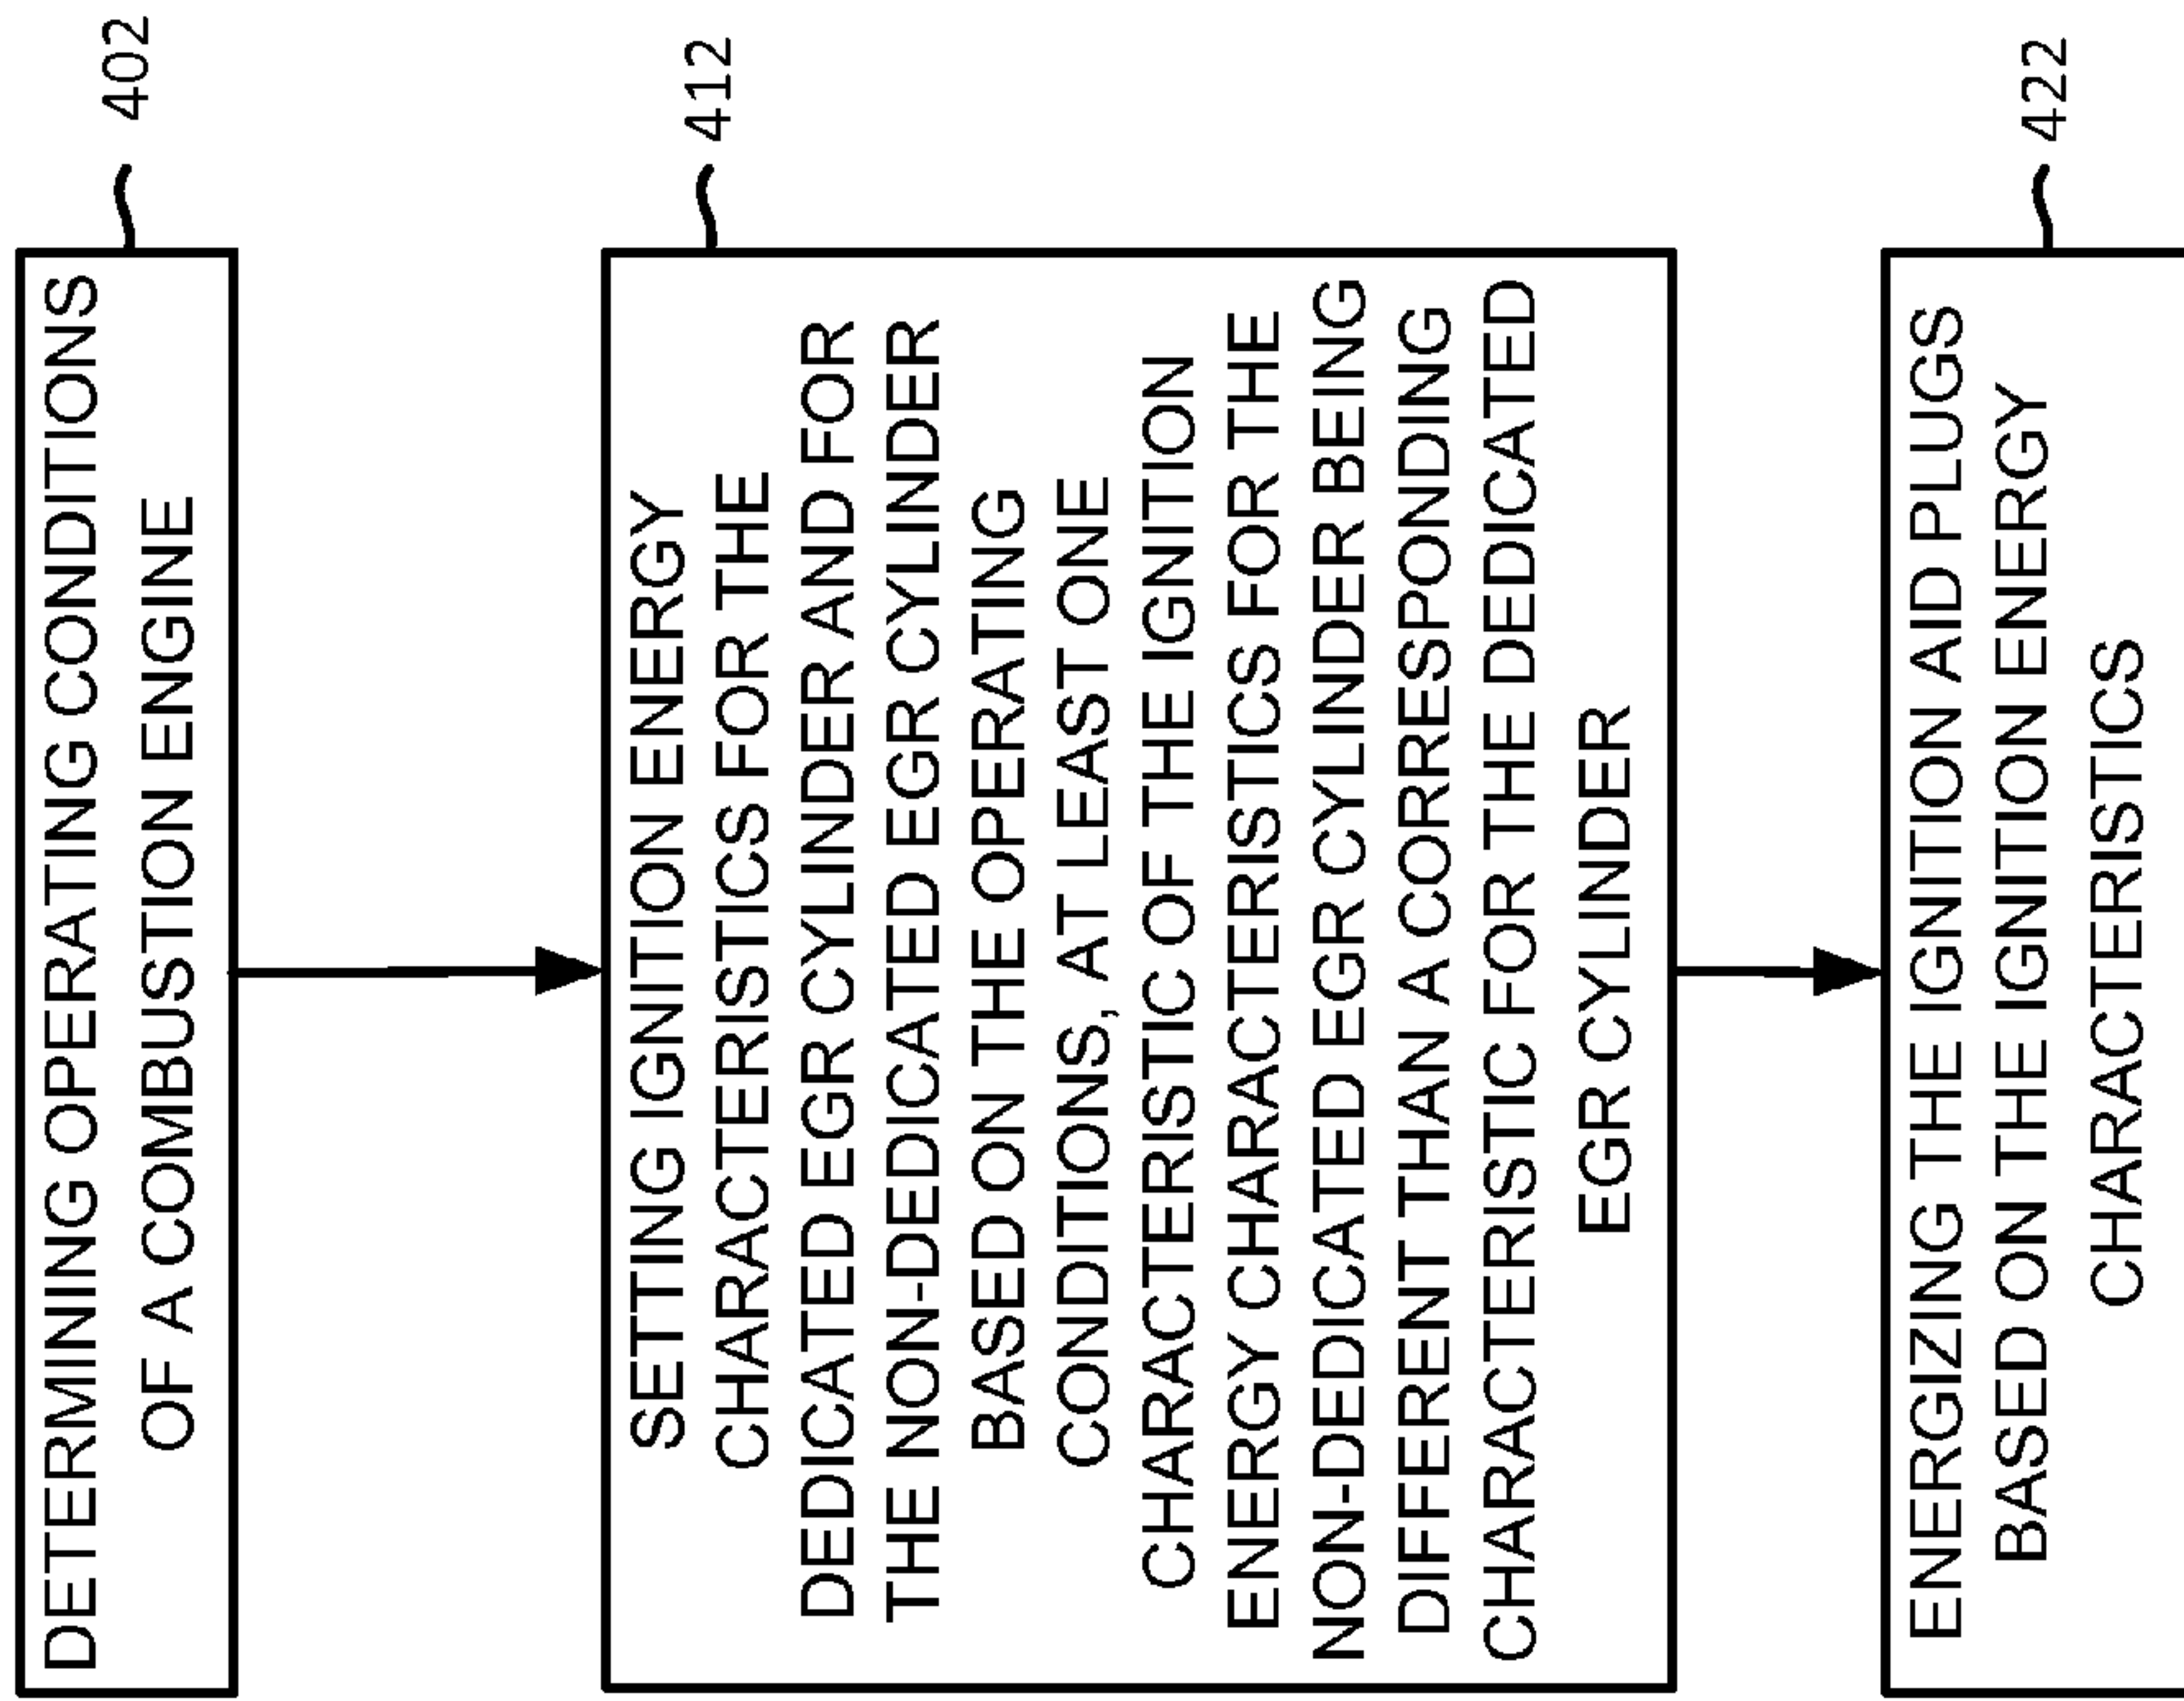 DETERMINING OPERATING CONDITIONS
OF A COMBUSTION ENGINE
402
SETTING IGNITION ENERGY
CHARACTERISTICS FOR THE
DEDICATED EGR CYLINDER AND FOR
THE NON-DEDICATED EGR CYLINDER
BASED ON THE OPERATING
CONDITIONS, AT LEAST ONE
CHARACTERISTIC OF THE IGNITION
ENERGY CHARACTERISTICS FOR THE
NON-DEDICATED EGR CYLINDER BEING
DIFFERENT THAN A CORRESPONDING
CHARACTERISTIC FOR THE DEDICATED
EGR CYLINDER
412
ENERGIZING THE IGNITION AID PLUGS
BASED ON THE IGNITION ENERGY
CHARACTERISTICS
422